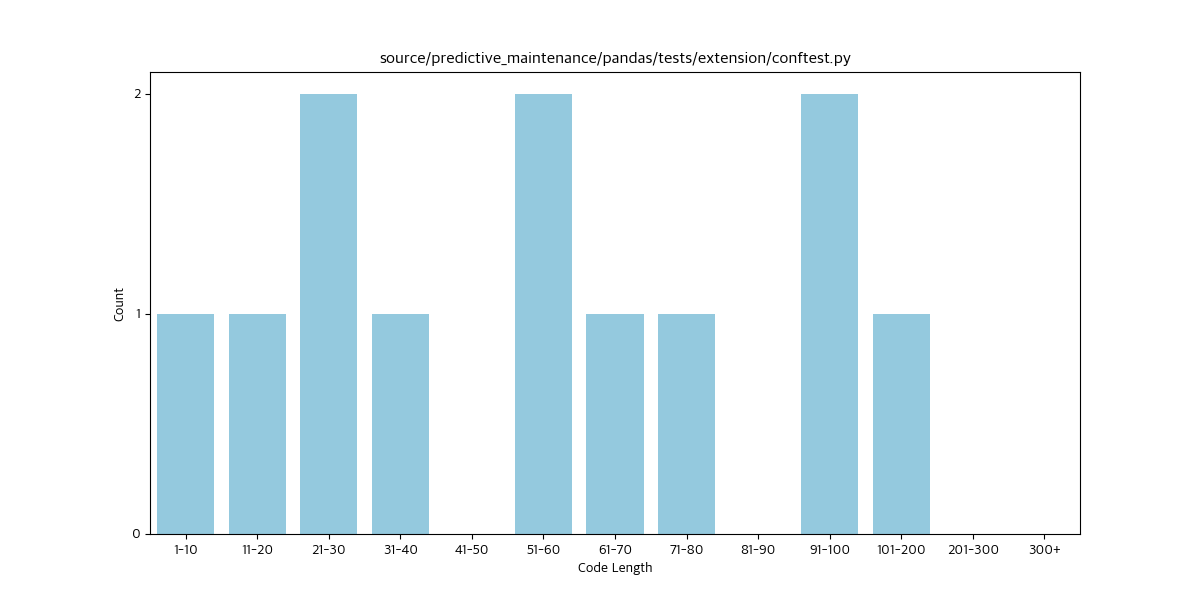 source/predictive_maintenance/pandas/tests/extension/conftest.py
2
1
0
Count
1-10 11-20 21-30 31-40 41-50 51-60 61-70 71-80 81-90 91-100 101-200 201-300 300+
Code Length